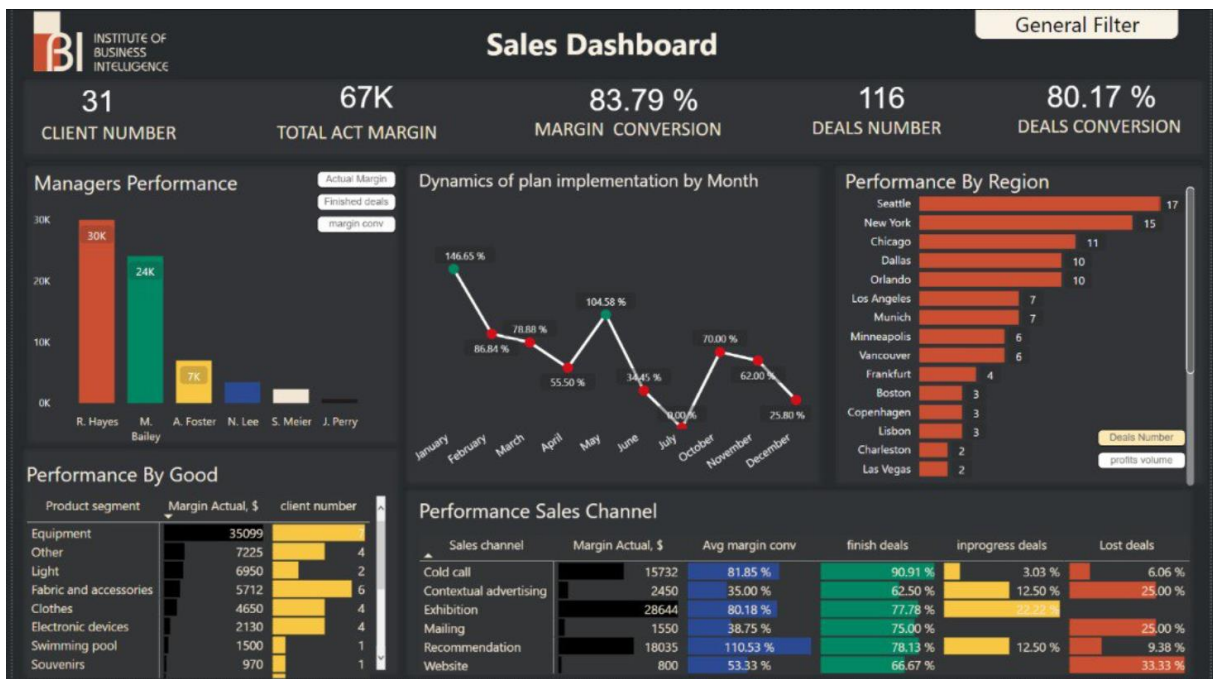 BI
INSTITUTE OF
BUSINESS
INTELLIGENCE
Sales Dashboard
General Filter
31
CLIENT NUMBER
67K
TOTAL ACT MARGIN
83.79 %
MARGIN CONVERSION
116
DEALS NUMBER
80.17 %
DEALS CONVERSION
Managers Performance
Actual Margin
Finished deals
margin conv
30K
20K
10K
0K
30K
24K
7K
R. Hayes
M.
Bailey
A. Foster
N. Lee
S. Meier
J. Perry
Dynamics of plan implementation by Month
146.65 %
86.84 %
78.88 %
55.50 %
104.58 %
34.45 %
0.00 %
70.00 %
62.00 %
25.80 %
January
February
March
April
May
June
July
October
November
December
Performance By Region
Seattle 17
New York 15
Chicago 11
Dallas 10
Orlando 10
Los Angeles 7
Munich 7
Minneapolis 6
Vancouver 6
Frankfurt 4
Boston 3
Copenhagen 3
Lisbon 3
Charleston 2
Las Vegas 2
Deals Number
profits volume
Performance By Good
Product segment Margin Actual, $ client number
Equipment 35099 7
Other 7225 4
Light 6950 2
Fabric and accessories 5712 6
Clothes 4650 4
Electronic devices 2130 4
Swimming pool 1500 1
Souvenirs 970 1
Performance Sales Channel
Sales channel Margin Actual, $ Avg margin conv finish deals inprogress deals Lost deals
Cold call 15732 81.85 % 90.91 % 3.03 % 6.06 %
Contextual advertising 2450 35.00 % 62.50 % 12.50 % 25.00 %
Exhibition 28644 80.18 % 77.78 % 22.22 %
Mailing 1550 38.75 % 75.00 % 25.00 %
Recommendation 18035 110.53 % 78.13 % 12.50 % 9.38 %
Website 800 53.33 % 66.67 % 33.33 %